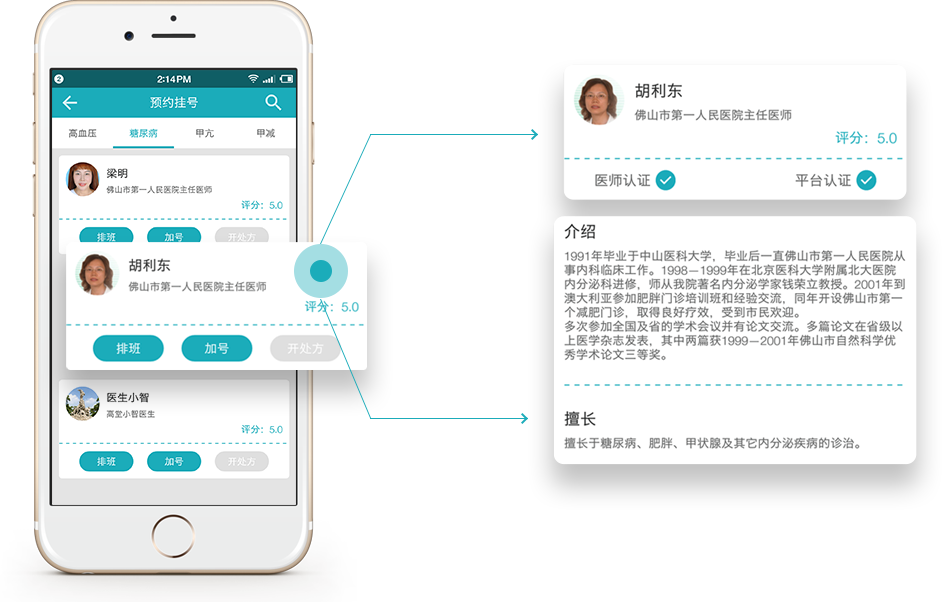 2
2:14PM
预约挂号
高血压
糖尿病
甲亢
甲减
梁明
佛山市第一人民医院主任医师
评分：5.0
排班
加号
开处方
胡利东
佛山市第一人民医院主任医师
评分：5.0
排班
加号
开处方
医生小智
高堂小智医生
评分：5.0
排班
加号
开处方
胡利东
佛山市第一人民医院主任医师
评分：5.0
医师认证
平台认证
介绍
1991年毕业于中山医科大学，毕业后一直佛山市第一人民医院从
事内科临床工作。1998—1999年在北京医科大学附属北大医院
内分泌科进修，师从我院著名内分泌学家钱荣立教授。2001年到
澳大利亚参加肥胖门诊培训班和经验交流，同年开设佛山市第一
个减肥门诊，取得良好疗效，受到市民欢迎。
多次参加全国及省的学术会议并有论文交流。多篇论文在省级以
上医学杂志发表，其中两篇获1999—2001年佛山市自然科学优
秀学术论文三等奖。
擅长
擅长于糖尿病、肥胖、甲状腺及其它内分泌疾病的诊治。